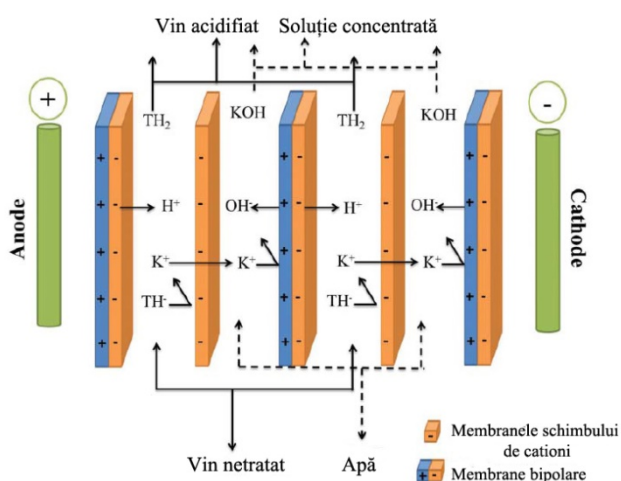 Vin acidifiat Soluție concentrată
+ -
TH₂ KOH TH₂ KOH
Anode
Cathode
+ - - + - - + -
+ - H⁺ - OH⁻ + - H⁺ - OH⁻ + -
+ - K⁺ - K⁺ + - K⁺ - K⁺ + -
+ - TH⁻ - + - TH⁻ - + -
+ - - + - - + -
Vin netratat Apă
- Membranele schimbului
de cationi
+ - Membrane bipolare